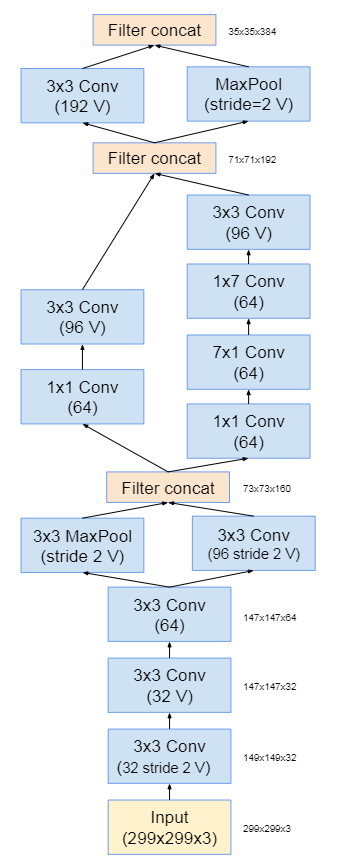 Filter concat
35x35x384
3x3 Conv
(192 V)
MaxPool
(stride=2 V)
Filter concat
71x71x192
3x3 Conv
(96 V)
1x7 Conv
(64)
3x3 Conv
(96 V)
7x1 Conv
(64)
1x1 Conv
(64)
1x1 Conv
(64)
Filter concat
73x73x160
3x3 MaxPool
(stride 2 V)
3x3 Conv
(96 stride 2 V)
3x3 Conv
(64)
147x147x64
3x3 Conv
(32 V)
147x147x32
3x3 Conv
(32 stride 2 V)
149x149x32
Input
(299x299x3)
299x299x3